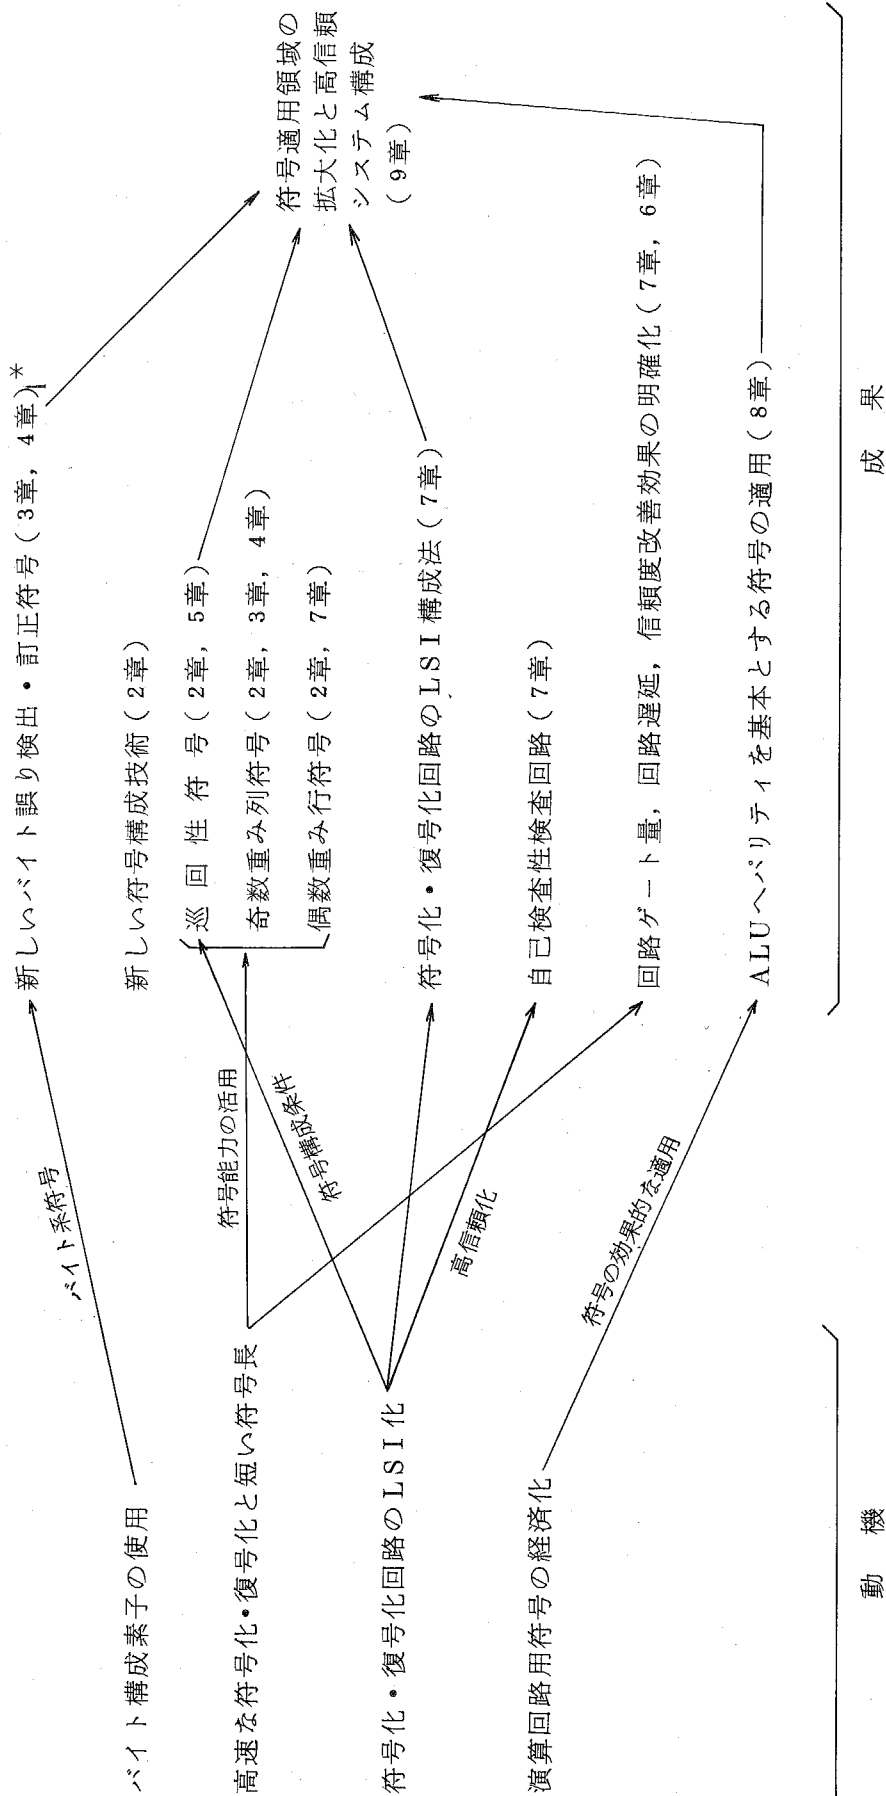 バイト構成素子の使用
高速な符号化・復号化と短い符号長
符号化・復号化回路のLSI化
演算回路用符号の経済化
動 機
バイト系符号
符号能力の活用
符号構成条件
高信頼化
符号の効果的な適用
新しいバイト誤り検出・訂正符号(3章, 4章)*
新しい符号構成技術(2章)
巡 回 性 符 号(2章, 5章)
奇数重み列符号(2章, 3章, 4章)
偶数重み行符号(2章, 7章)
符号化・復号化回路のLSI構成法(7章)
自己検査性検査回路(7章)
回路ゲート量, 回路遅延, 信頼度改善効果の明確化(7章, 6章)
ALUへパリティを基本とする符号の適用(8章)
成 果
符号適用領域の
拡大化と高信頼
システム構成
(9章)